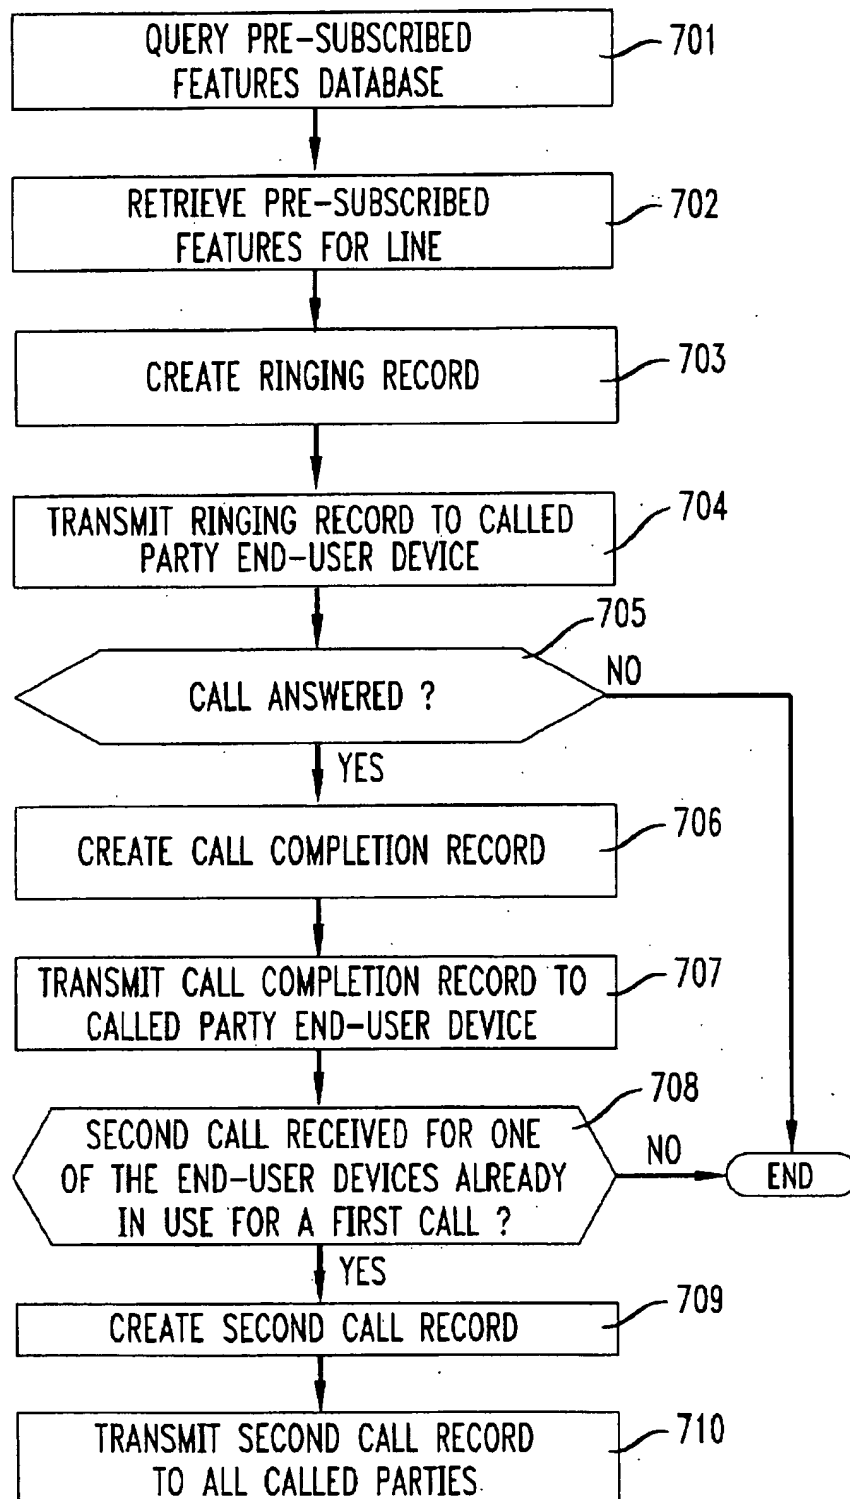 QUERY PRE-SUBSCRIBED
FEATURES DATABASE
701
RETRIEVE PRE-SUBSCRIBED
FEATURES FOR LINE
702
CREATE RINGING RECORD
703
TRANSMIT RINGING RECORD TO CALLED
PARTY END-USER DEVICE
704
705
CALL ANSWERED ?
NO
YES
CREATE CALL COMPLETION RECORD
706
TRANSMIT CALL COMPLETION RECORD TO
CALLED PARTY END-USER DEVICE
707
708
SECOND CALL RECEIVED FOR ONE
OF THE END-USER DEVICES ALREADY
IN USE FOR A FIRST CALL ?
NO
END
YES
CREATE SECOND CALL RECORD
709
TRANSMIT SECOND CALL RECORD
TO ALL CALLED PARTIES
710